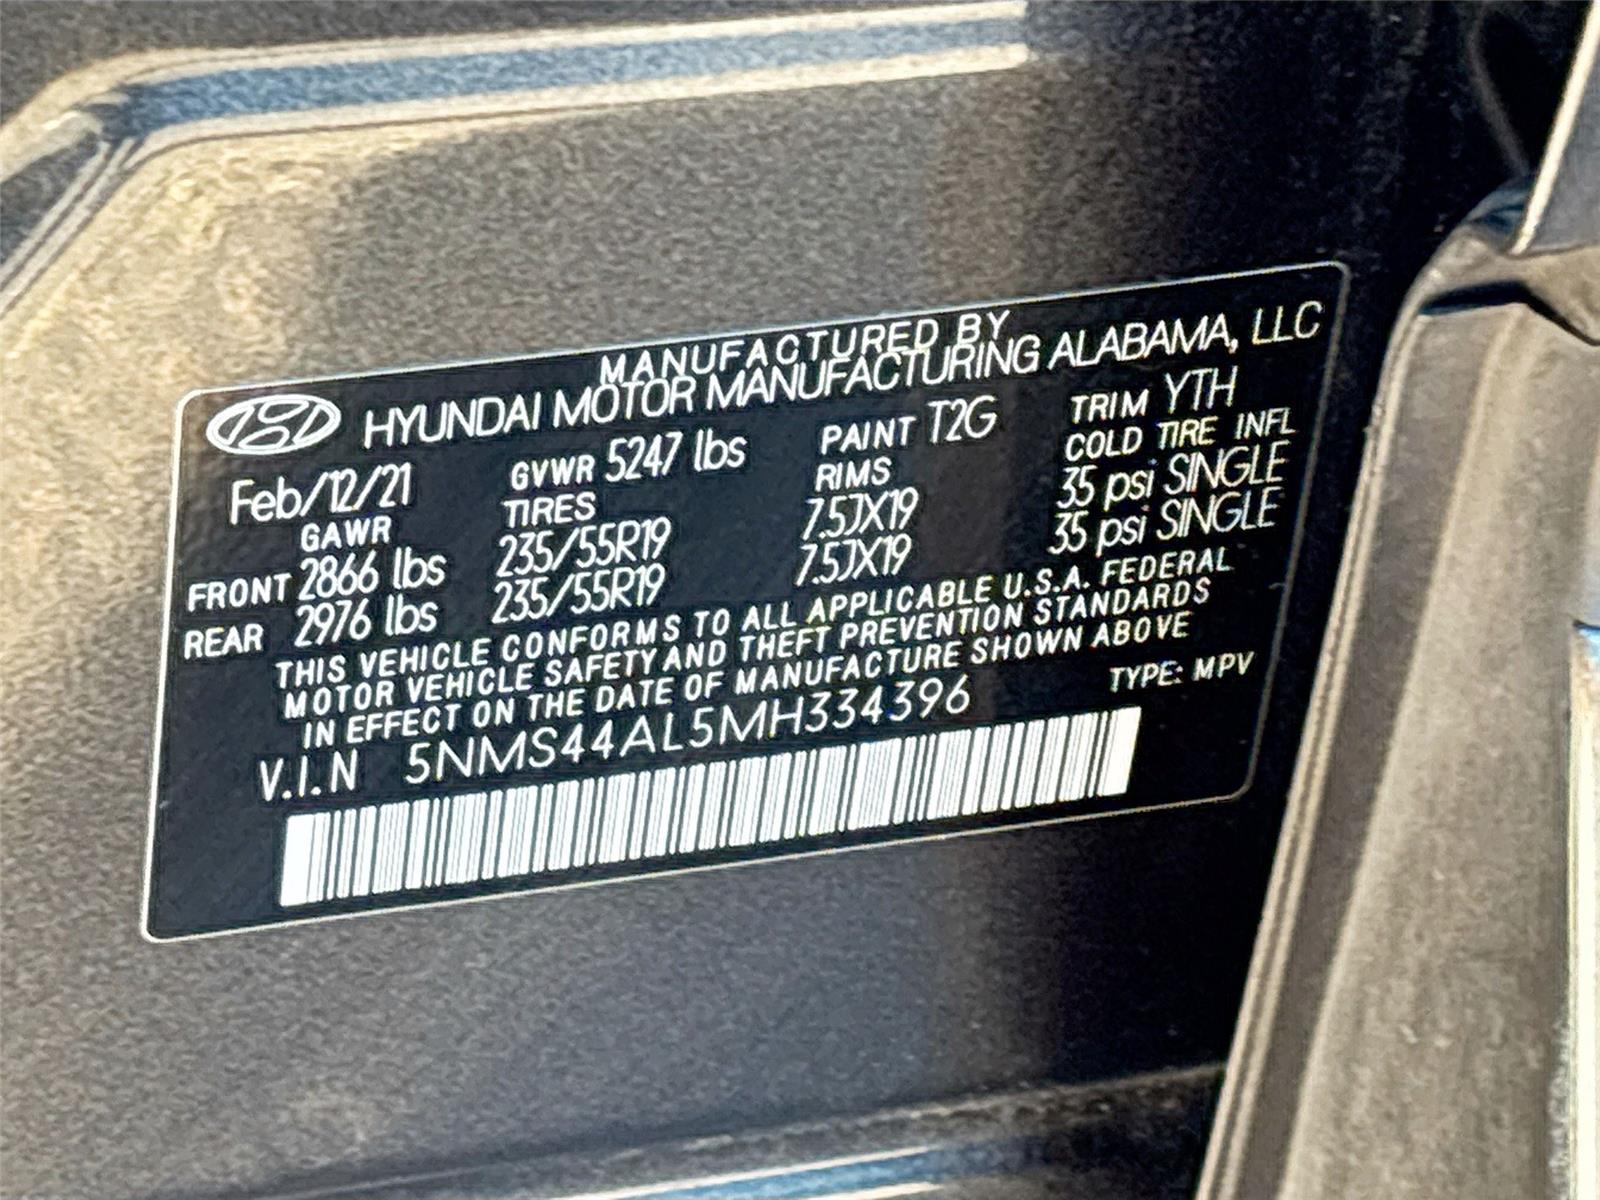 MANUFACTURED BY
HYUNDAI MOTOR MANUFACTURING ALABAMA, LLC
Feb/12/21 GVWR 5247 lbs PAINT T2G TRIM YTH
GAWR TIRES RIMS COLD TIRE INFL
FRONT 2866 lbs 235/55R19 7.5JX19 35 psi SINGLE
REAR 2976 lbs 235/55R19 7.5JX19 35 psi SINGLE
THIS VEHICLE CONFORMS TO ALL APPLICABLE U.S.A. FEDERAL
MOTOR VEHICLE SAFETY AND THEFT PREVENTION STANDARDS
IN EFFECT ON THE DATE OF MANUFACTURE SHOWN ABOVE
V.I.N 5NMS44AL5MH334396 TYPE: MPV